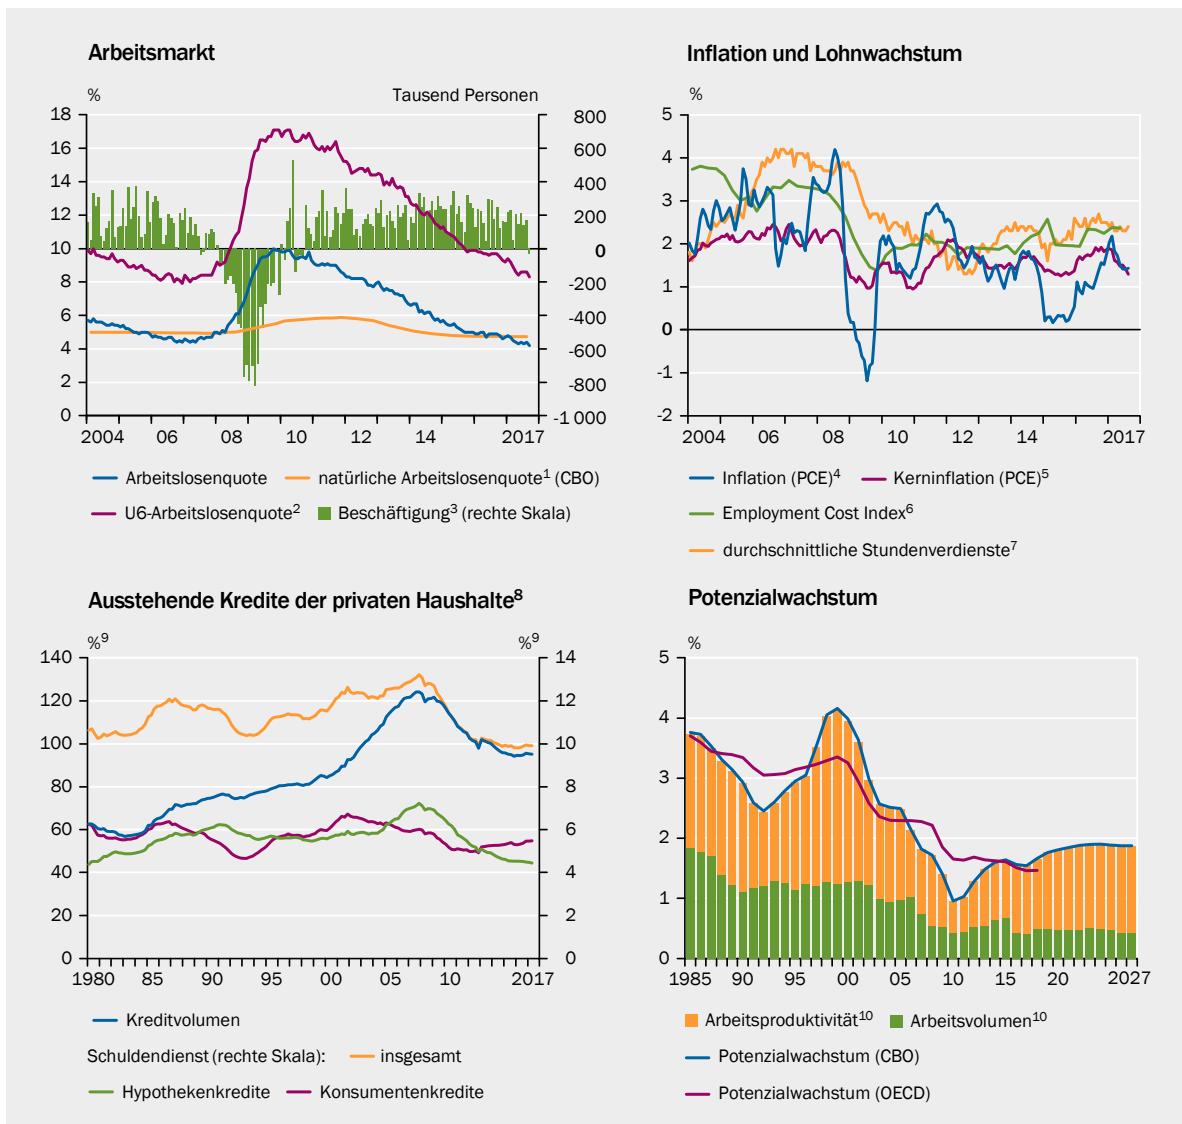 Arbeitsmarkt
% Tausend Personen
18 800
16 600
14 400
12 200
10 0
8 -200
6 -400
4 -600
2 -800
0 -1 000
2004 06 08 10 12 14 2017
Arbeitslosenquote natürliche Arbeitslosenquote1 (CBO)
U6-Arbeitslosenquote2 Beschäftigung3 (rechte Skala)
Inflation und Lohnwachstum
%
5
4
3
2
1
0
-1
-2
2004 06 08 10 12 14 2017
Inflation (PCE)4 Kerninflation (PCE)5
Employment Cost Index6
durchschnittliche Stundenverdienste7
Ausstehende Kredite der privaten Haushalte8
%9 %9
140 14
120 12
100 10
80 8
60 6
40 4
20 2
0 0
1980 85 90 95 00 10 2017
Kreditvolumen
Schuldendienst (rechte Skala): insgesamt
Hypothekenkredite Konsumentenkredite
Potenzialwachstum
%
5
4
3
2
1
0
1985 90 95 00 05 10 15 20 2027
Arbeitsproduktivität10 Arbeitsvolumen10
Potenzialwachstum (CBO)
Potenzialwachstum (OECD)